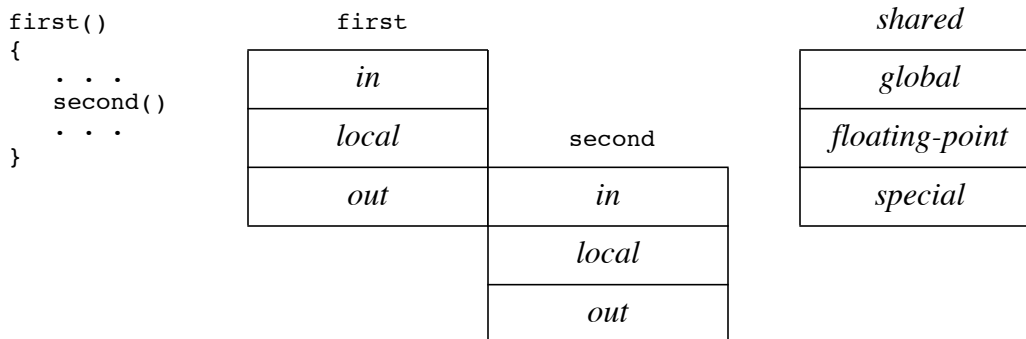 first()
{
. . .
second()
. . .
}
first
in
local
out
second
in
local
out
shared
global
floating-point
special